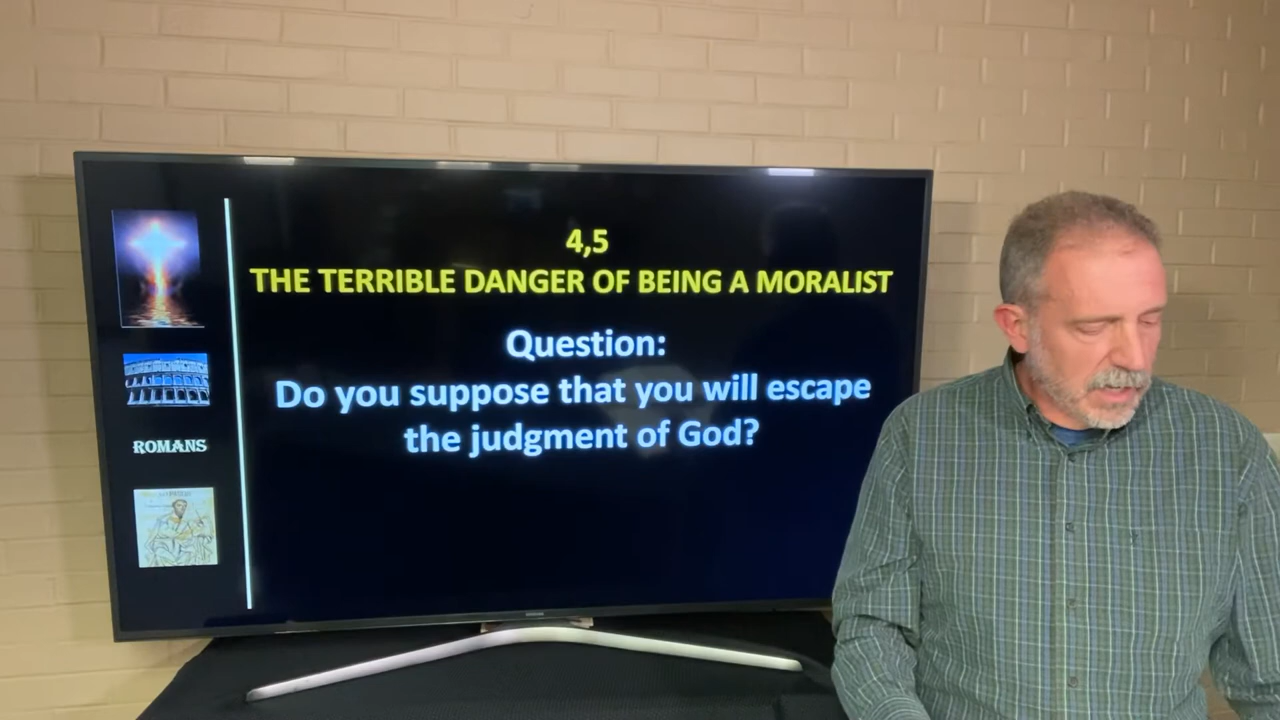 4,5
THE TERRIBLE DANGER OF BEING A MORALIST
Question:
Do you suppose that you will escape
the judgment of God?
ROMANS